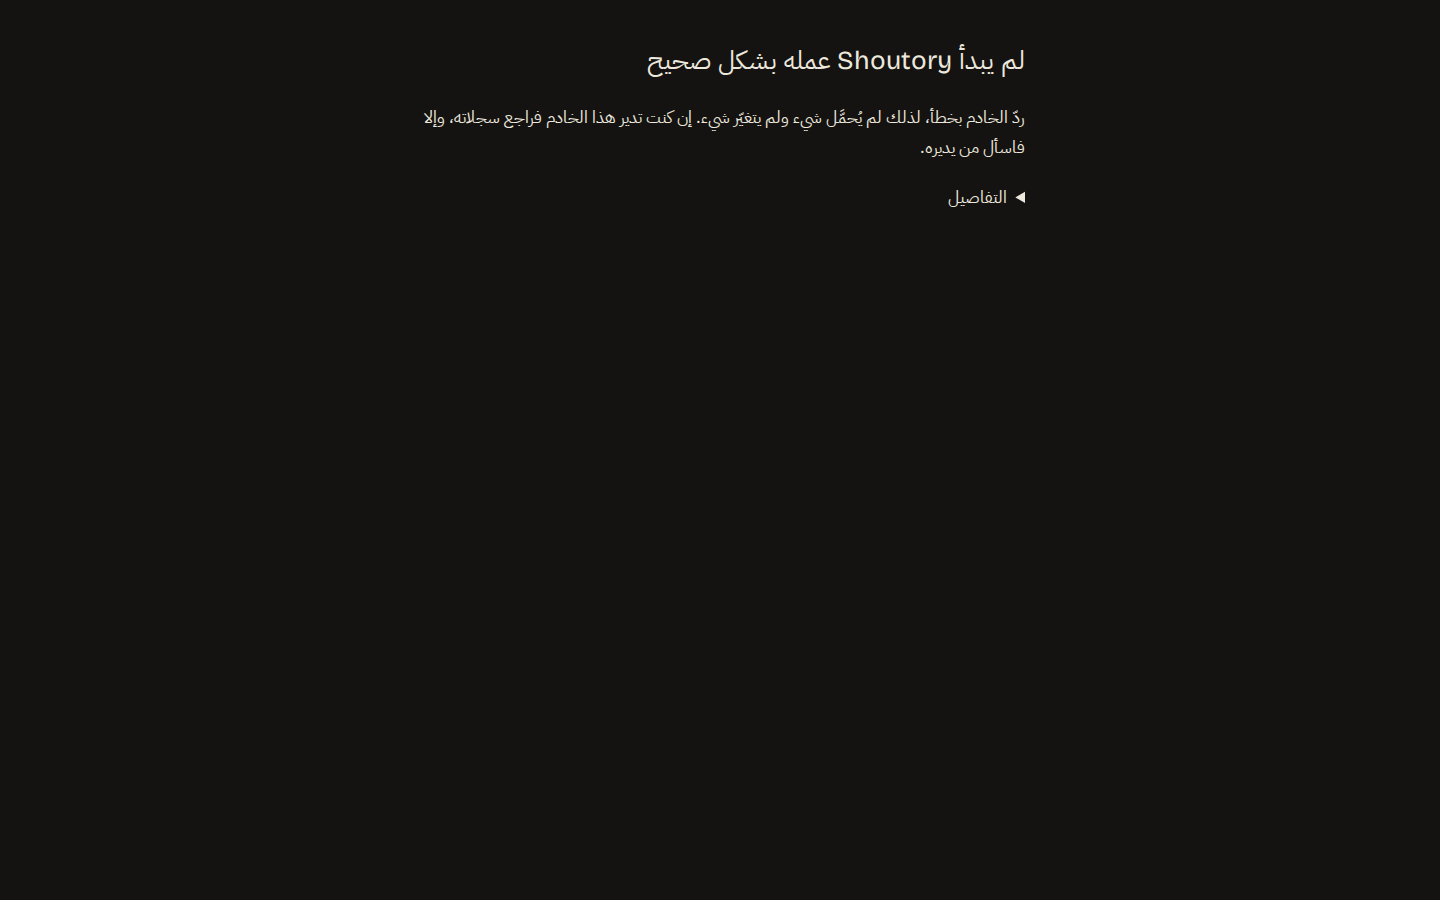 لم يبدأ Shoutory عمله بشكل صحيح
ردّ الخادم بخطأ، لذلك لم يُحمَّل شيء ولم يتغيّر شيء. إن كنت تدير هذا الخادم فراجع سجلاته، وإلا
فاسأل من يديره.
التفاصيل